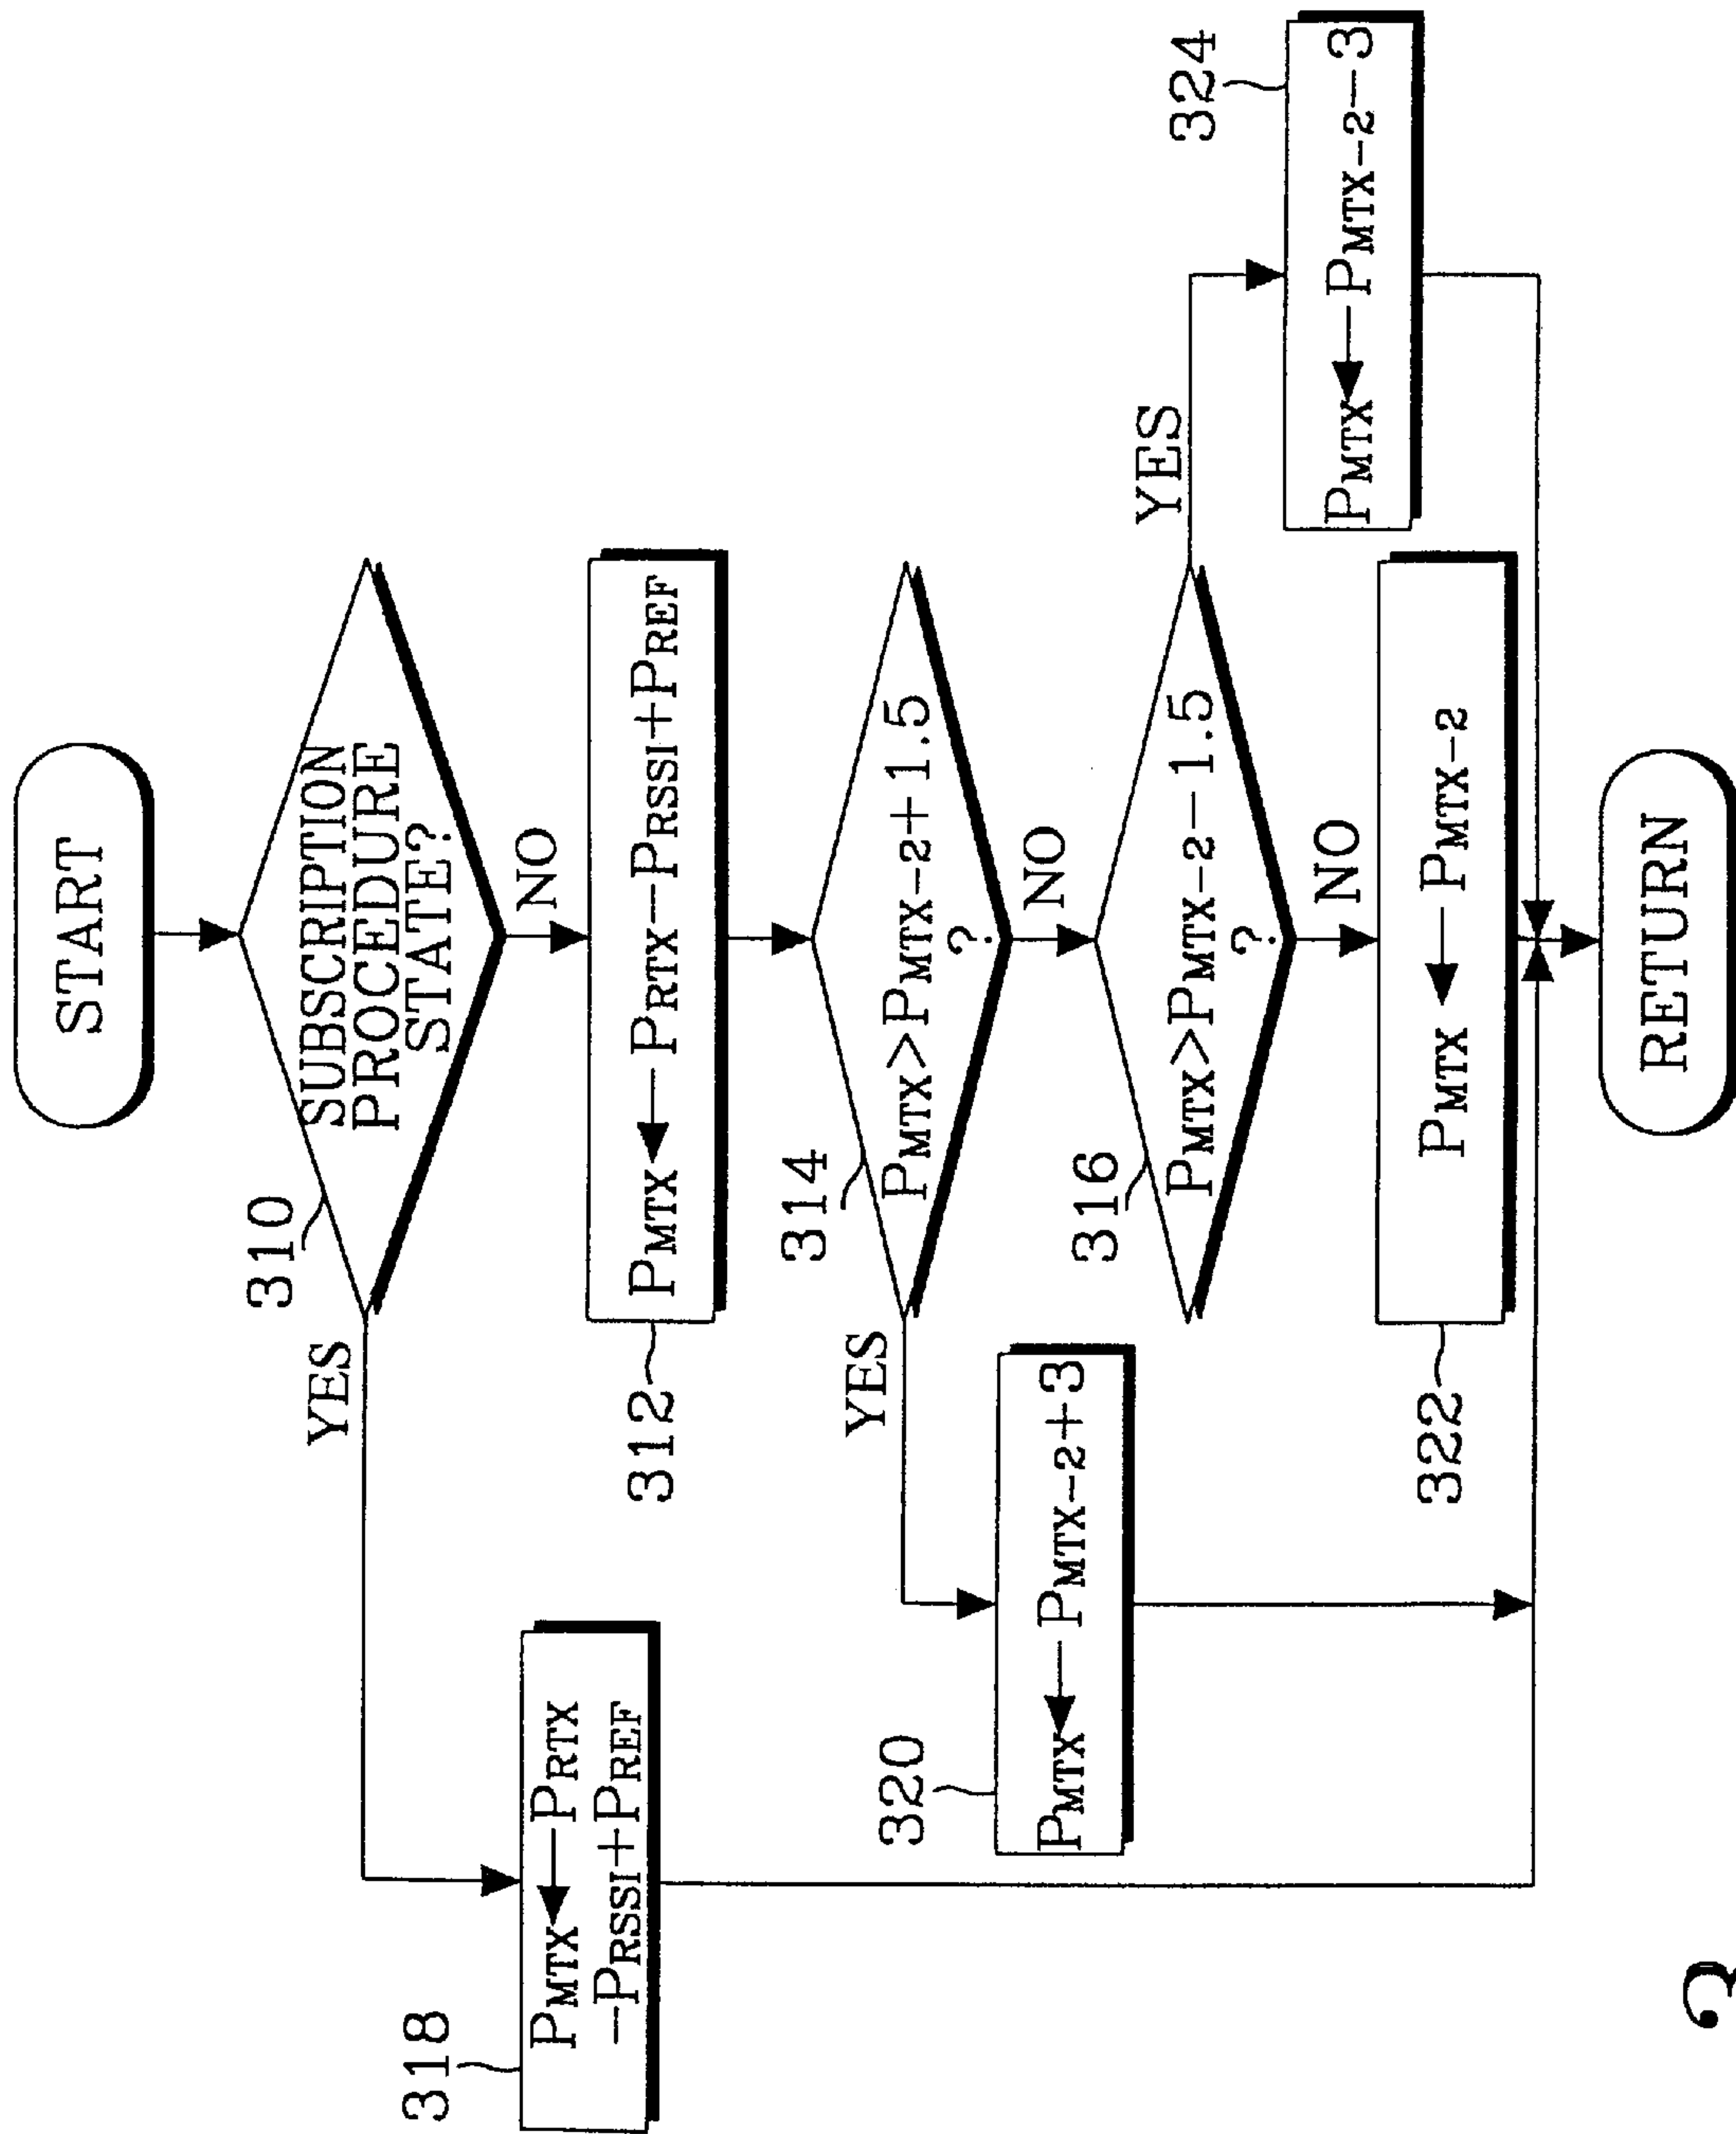 START
310
SUBSCRIPTION
PROCEDURE
STATE?
YES
NO
318
PMTX←PRTX
−PRSSI+PREF
312
PMTX←PRTX−PRSSI+PREF
314
PMTX>PMTX-2+1.5
?
YES
NO
320
PMTX←PMTX-2+3
316
PMTX>PMTX-2−1.5
?
YES
NO
324
PMTX←PMTX-2−3
322
PMTX ← PMTX-2
RETURN